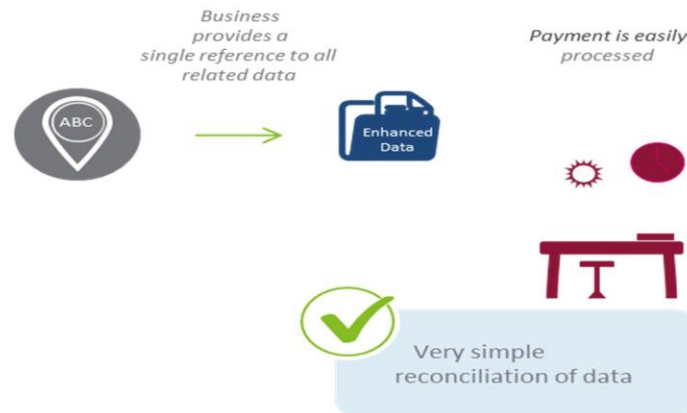 Business
provides a
single reference to all
related data
Payment is easily
processed
ABC
Enhanced
Data
Very simple
reconciliation of data